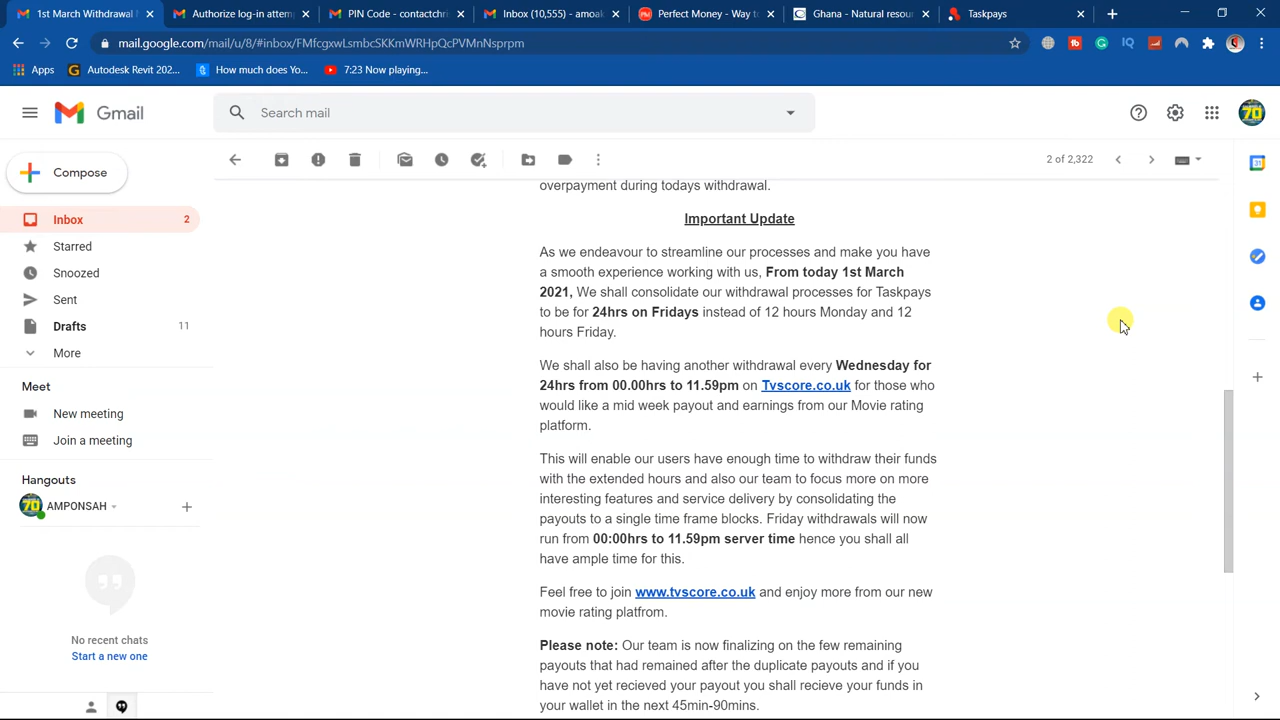 1st March Withdrawal
Authorize log-in attemp
PIN Code - contactchri
Inbox (10,555) - amoak
Perfect Money - Way to
Ghana - Natural resou
Taskpays
mail.google.com/mail/u/8/#inbox/FMfcgxwLsmbcSKKmWRHpQcPVMnNsprpm
Apps
Autodesk Revit 202...
How much does Yo...
7:23 Now playing...
Gmail
Search mail
Compose
2 of 2,322
Inbox 2
Starred
Snoozed
Sent
Drafts 11
More
Meet
New meeting
Join a meeting
Hangouts
AMPONSAH
No recent chats
Start a new one
overpayment during todays withdrawal.
Important Update
As we endeavour to streamline our processes and make you have
a smooth experience working with us, From today 1st March
2021, We shall consolidate our withdrawal processes for Taskpays
to be for 24hrs on Fridays instead of 12 hours Monday and 12
hours Friday.
We shall also be having another withdrawal every Wednesday for
24hrs from 00.00hrs to 11.59pm on Tvscore.co.uk for those who
would like a mid week payout and earnings from our Movie rating
platform.
This will enable our users have enough time to withdraw their funds
with the extended hours and also our team to focus more on more
interesting features and service delivery by consolidating the
payouts to a single time frame blocks. Friday withdrawals will now
run from 00:00hrs to 11.59pm server time hence you shall all
have ample time for this.
Feel free to join www.tvscore.co.uk and enjoy more from our new
movie rating platfrom.
Please note: Our team is now finalizing on the few remaining
payouts that had remained after the duplicate payouts and if you
have not yet recieved your payout you shall recieve your funds in
your wallet in the next 45min-90mins.